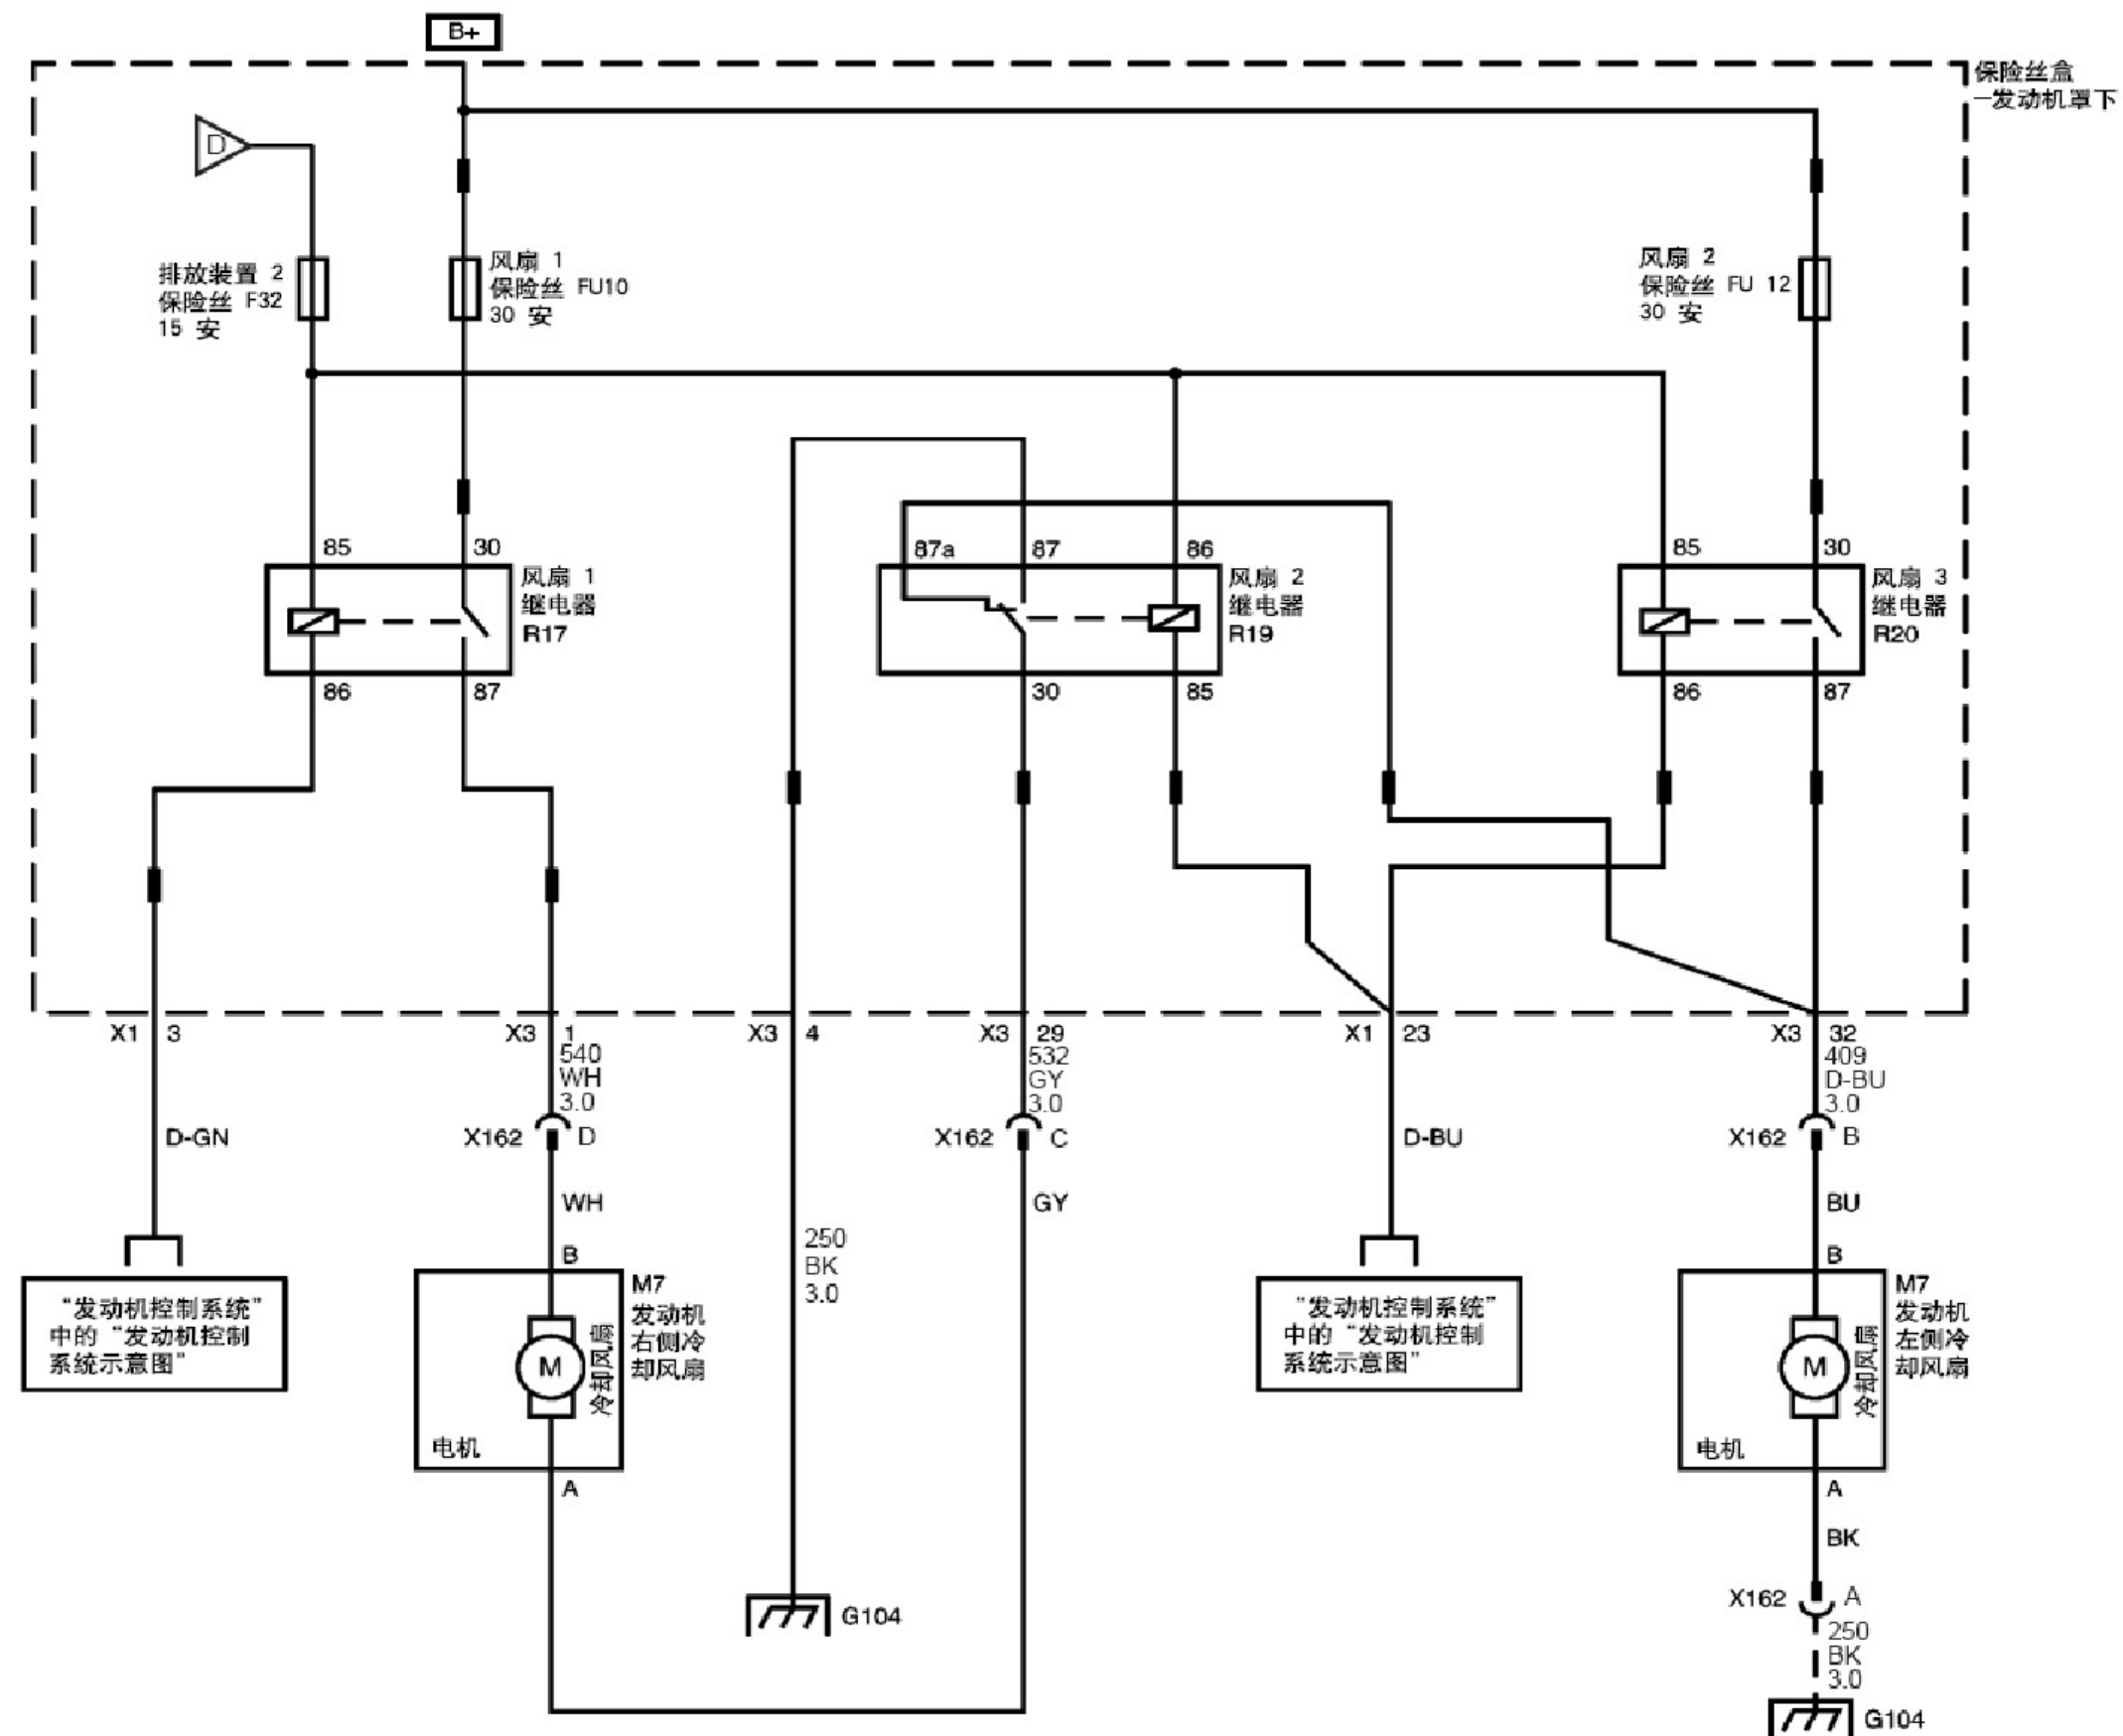 B+
保险丝盒
—发动机罩下
D
排放装置 2
保险丝 F32
15 安
风扇 1
保险丝 FU10
30 安
风扇 2
保险丝 FU 12
30 安
85
30
风扇 1
继电器
R17
86
87
87a
87
86
风扇 2
继电器
R19
30
85
85
30
风扇 3
继电器
R20
86
87
X1 3
X3 1
540
WH
3.0
X3 4
X3 29
532
GY
3.0
X1 23
X3 32
409
D-BU
3.0
D-GN
X162 D
X162 C
D-BU
X162 B
WH
GY
BU
250
BK
3.0
“发动机控制系统”
中的“发动机控制
系统示意图”
B
M7
发动机
右侧冷
却风扇
M
冷却风扇
电机
A
“发动机控制系统”
中的“发动机控制
系统示意图”
B
M7
发动机
左侧冷
却风扇
M
冷却风扇
电机
A
BK
G104
X162 A
250
BK
3.0
G104